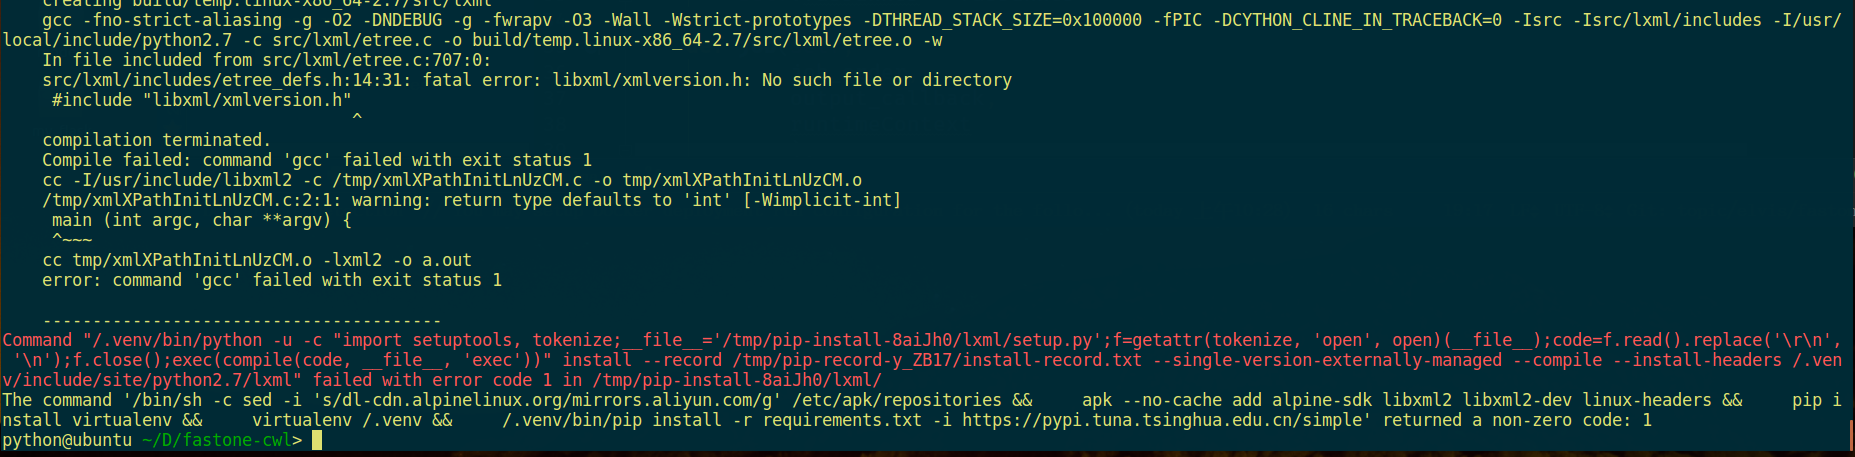 creating build/temp.linux-x86_64-2.7/src/lxml
gcc -fno-strict-aliasing -g -O2 -DNDEBUG -g -fwrapv -O3 -Wall -Wstrict-prototypes -DTHREAD_STACK_SIZE=0x100000 -fPIC -DCYTHON_CLINE_IN_TRACEBACK=0 -Isrc -Isrc/lxml/includes -I/usr/
local/include/python2.7 -c src/lxml/etree.c -o build/temp.linux-x86_64-2.7/src/lxml/etree.o -w
In file included from src/lxml/etree.c:707:0:
src/lxml/includes/etree_defs.h:14:31: fatal error: libxml/xmlversion.h: No such file or directory
#include "libxml/xmlversion.h"
^
compilation terminated.
Compile failed: command 'gcc' failed with exit status 1
cc -I/usr/include/libxml2 -c /tmp/xmlXPathInitLnUzCM.c -o tmp/xmlXPathInitLnUzCM.o
/tmp/xmlXPathInitLnUzCM.c:2:1: warning: return type defaults to 'int' [-Wimplicit-int]
main (int argc, char **argv) {
^~~~
cc tmp/xmlXPathInitLnUzCM.o -lxml2 -o a.out
error: command 'gcc' failed with exit status 1
----------------------------------------
Command "/.venv/bin/python -u -c "import setuptools, tokenize;__file__='/tmp/pip-install-8aiJh0/lxml/setup.py';f=getattr(tokenize, 'open', open)(__file__);code=f.read().replace('\r\n',
'\n');f.close();exec(compile(code, __file__, 'exec'))" install --record /tmp/pip-record-y_ZB17/install-record.txt --single-version-externally-managed --compile --install-headers /.ven
v/include/site/python2.7/lxml" failed with error code 1 in /tmp/pip-install-8aiJh0/lxml/
The command '/bin/sh -c sed -i 's/dl-cdn.alpinelinux.org/mirrors.aliyun.com/g' /etc/apk/repositories &&     apk --no-cache add alpine-sdk libxml2 libxml2-dev linux-headers &&     pip i
nstall virtualenv &&     virtualenv /.venv &&     /.venv/bin/pip install -r requirements.txt -i https://pypi.tuna.tsinghua.edu.cn/simple' returned a non-zero code: 1
python@ubuntu ~/D/fastone-cwl>